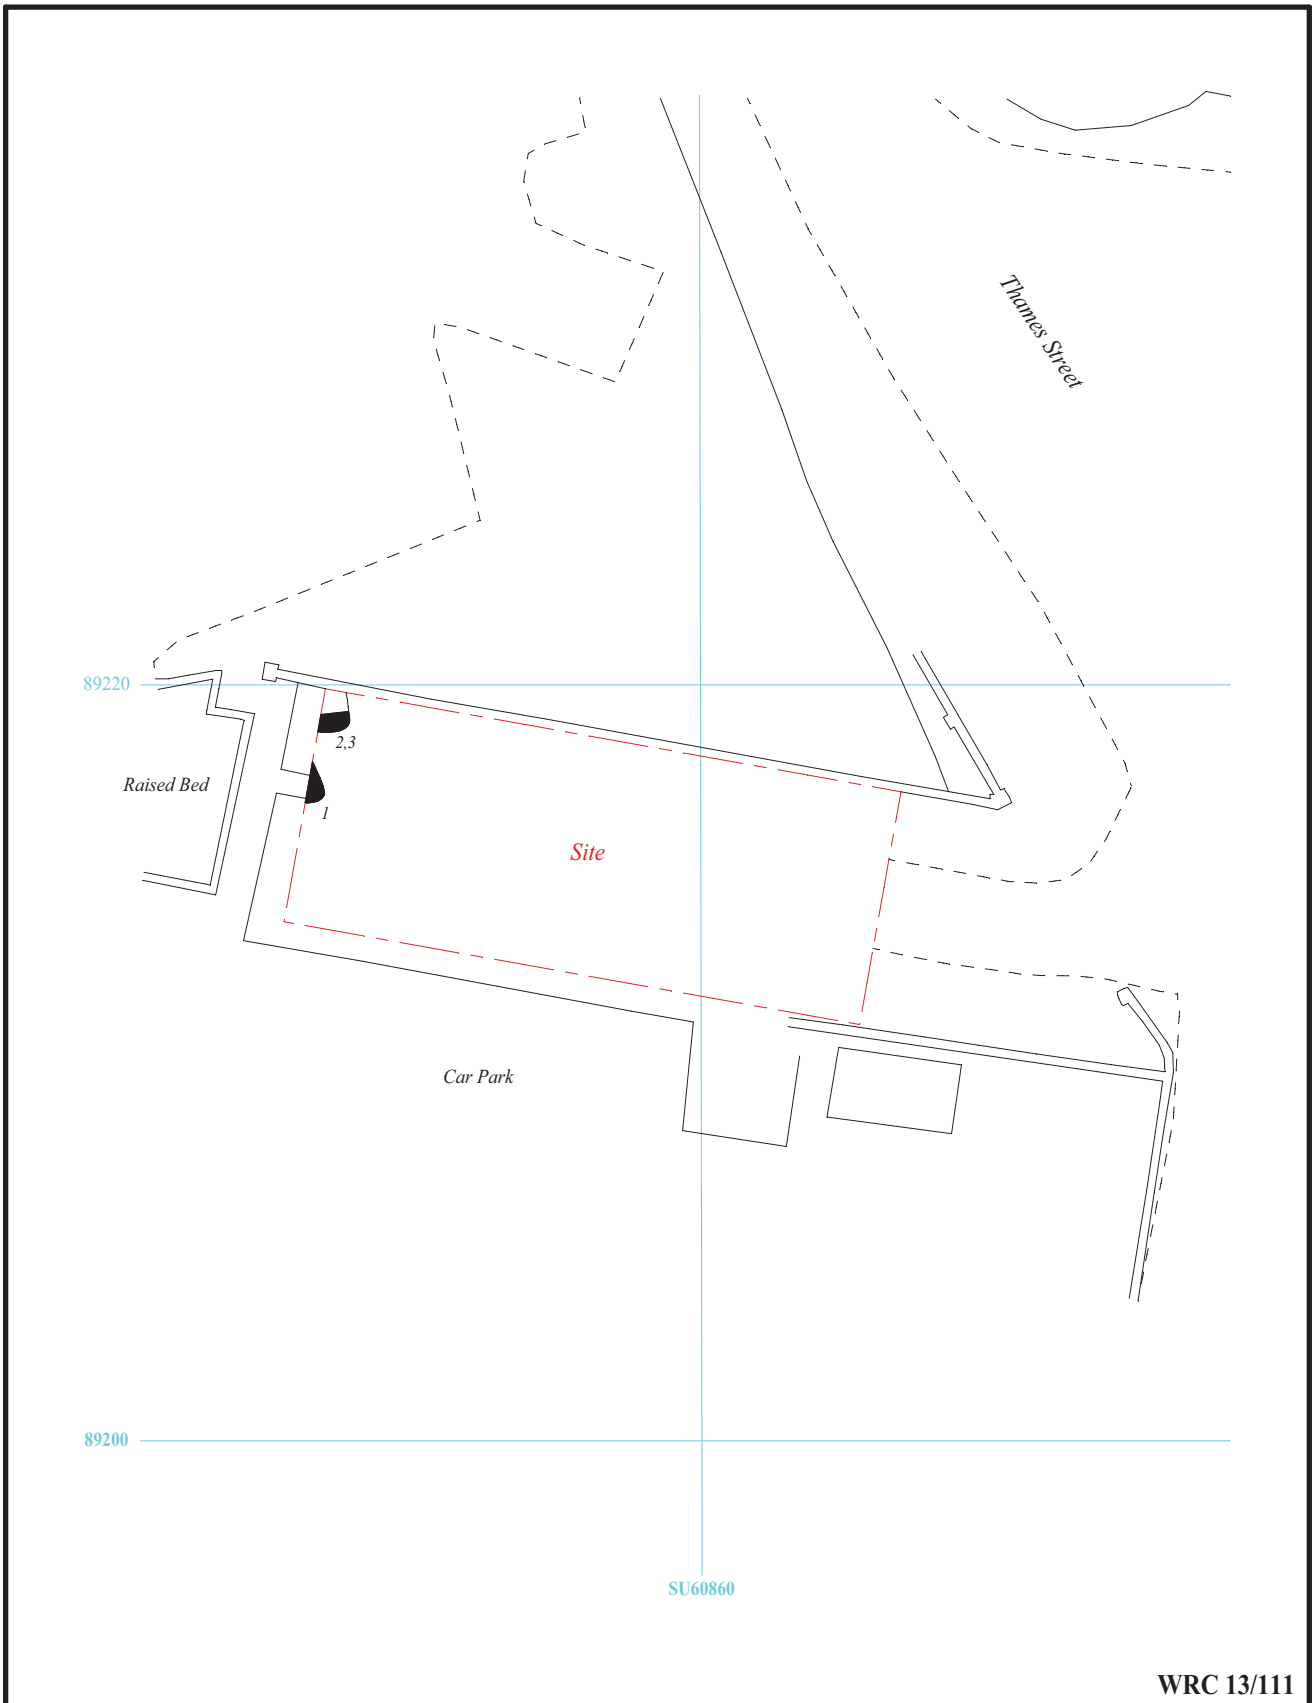 Thames Street
89220
2,3
Raised Bed
1
Site
Car Park
89200
SU60860
WRC 13/111